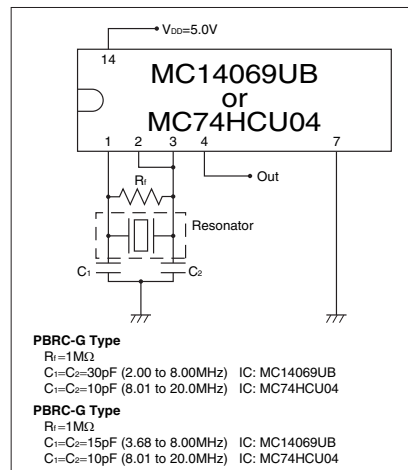 VDD=5.0V
14
MC14069UB
or
MC74HCU04
1 2 3 4 7
Rf
Out
Resonator
C1 C2
PBRC-G Type
Rf=1MΩ
C1=C2=30pF (2.00 to 8.00MHz) IC: MC14069UB
C1=C2=10pF (8.01 to 20.0MHz) IC: MC74HCU04
PBRC-G Type
Rf=1MΩ
C1=C2=15pF (3.68 to 8.00MHz) IC: MC14069UB
C1=C2=10pF (8.01 to 20.0MHz) IC: MC74HCU04